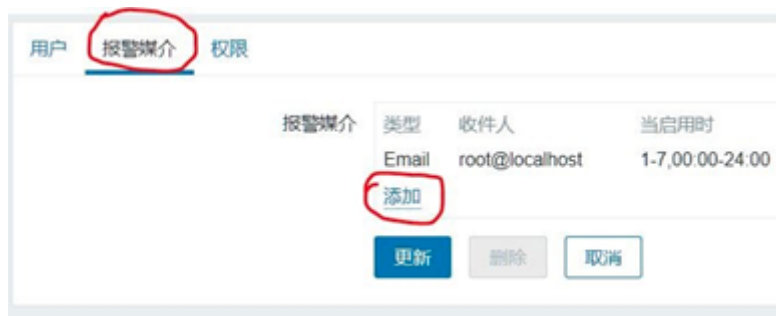 用户 报警媒介 权限
报警媒介 类型 收件人 当启用时
Email root@localhost 1-7,00:00-24:00
添加
更新 删除 取消